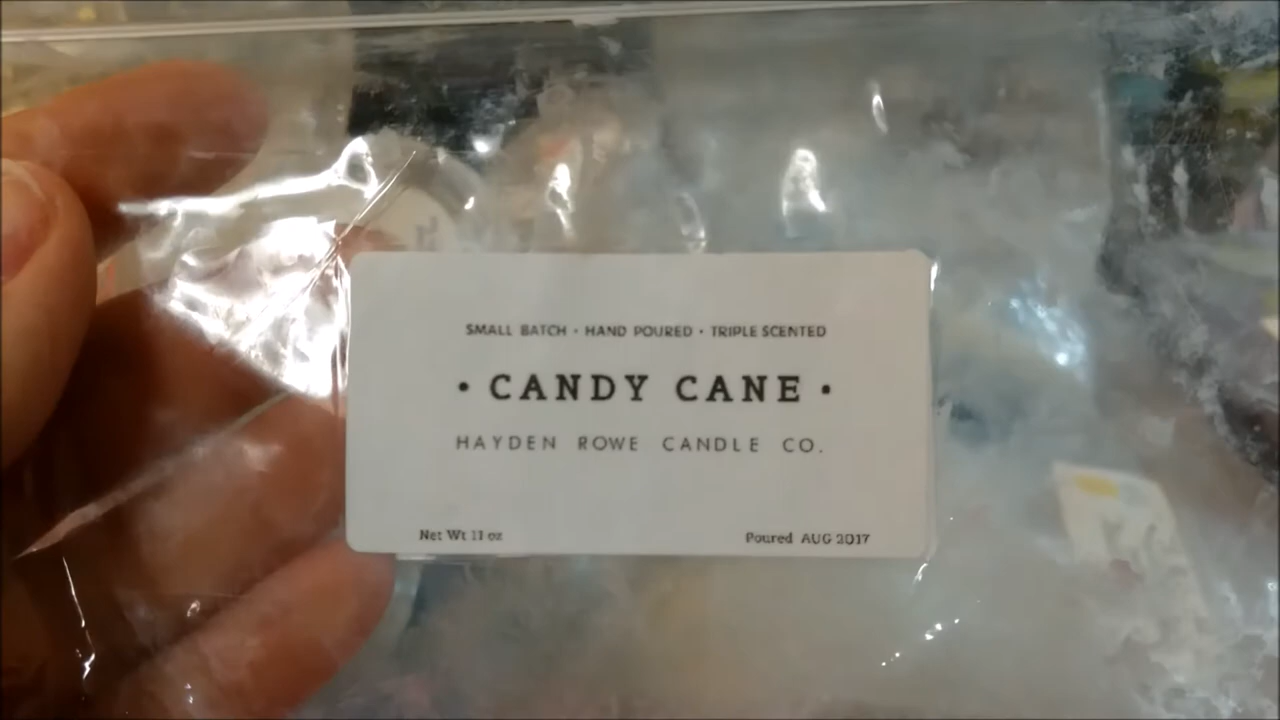 SMALL BATCH · HAND POURED · TRIPLE SCENTED
· CANDY CANE ·
HAYDEN ROWE CANDLE CO.
Net Wt 11 oz
Poured AUG 2017